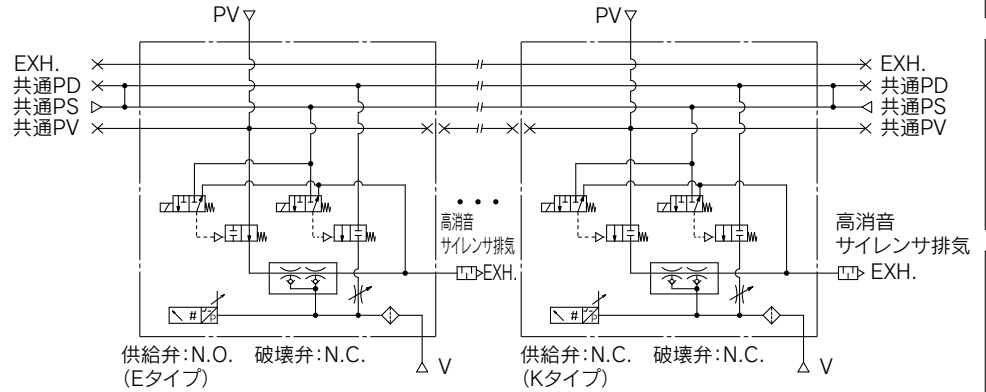 PV
PV
EXH.
共通PD
共通PS
共通PV
EXH.
共通PD
共通PS
共通PV
• • •
高消音
サイレンサ排気
EXH.
高消音
サイレンサ排気
EXH.
# P
# P
供給弁:N.O.
(Eタイプ)
破壊弁:N.C.
V
供給弁:N.C.
(Kタイプ)
破壊弁:N.C.
V